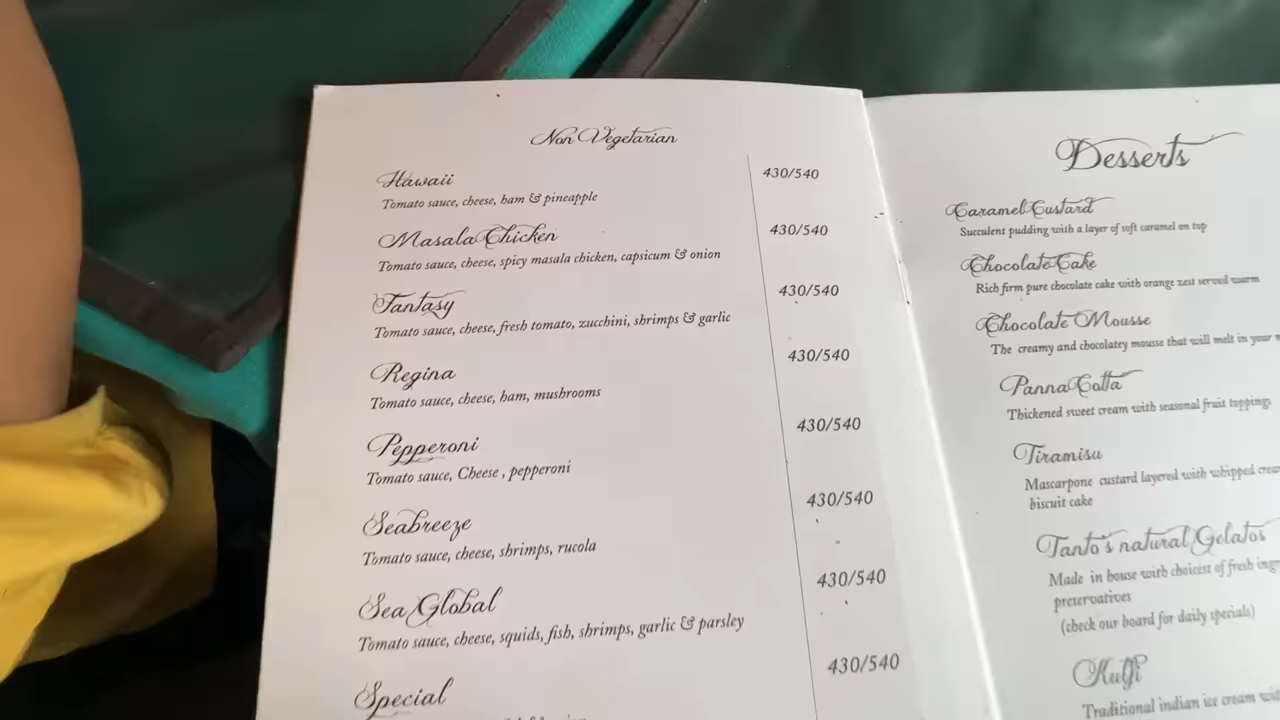 Non Vegetarian
Hawaii 430/540
Tomato sauce, cheese, ham & pineapple
Masala Chicken 430/540
Tomato sauce, cheese, spicy masala chicken, capsicum & onion
Fantasy 430/540
Tomato sauce, cheese, fresh tomato, zucchini, shrimps & garlic
Regina 430/540
Tomato sauce, cheese, ham, mushrooms
Pepperoni 430/540
Tomato sauce, Cheese , pepperoni
Seabreeze 430/540
Tomato sauce, cheese, shrimps, rucola
Sea Global 430/540
Tomato sauce, cheese, squids, fish, shrimps, garlic & parsley
Special 430/540
Desserts
Caramel Custard
Succulent pudding with a layer of soft caramel on top
Chocolate Cake
Rich firm pure chocolate cake with orange zest served warm
Chocolate Mousse
The creamy and chocolatey mousse that will melt in your
Panna Cotta
Thickened sweet cream with seasonal fruit toppings
Tiramisu
Mascarpone custard layered with whipped
biscuit cake
Tanto's natural Gelatos
Made in house with choicest of fresh
preservatives
(check our board for daily specials)
Kulfi
Traditional indian ice cream